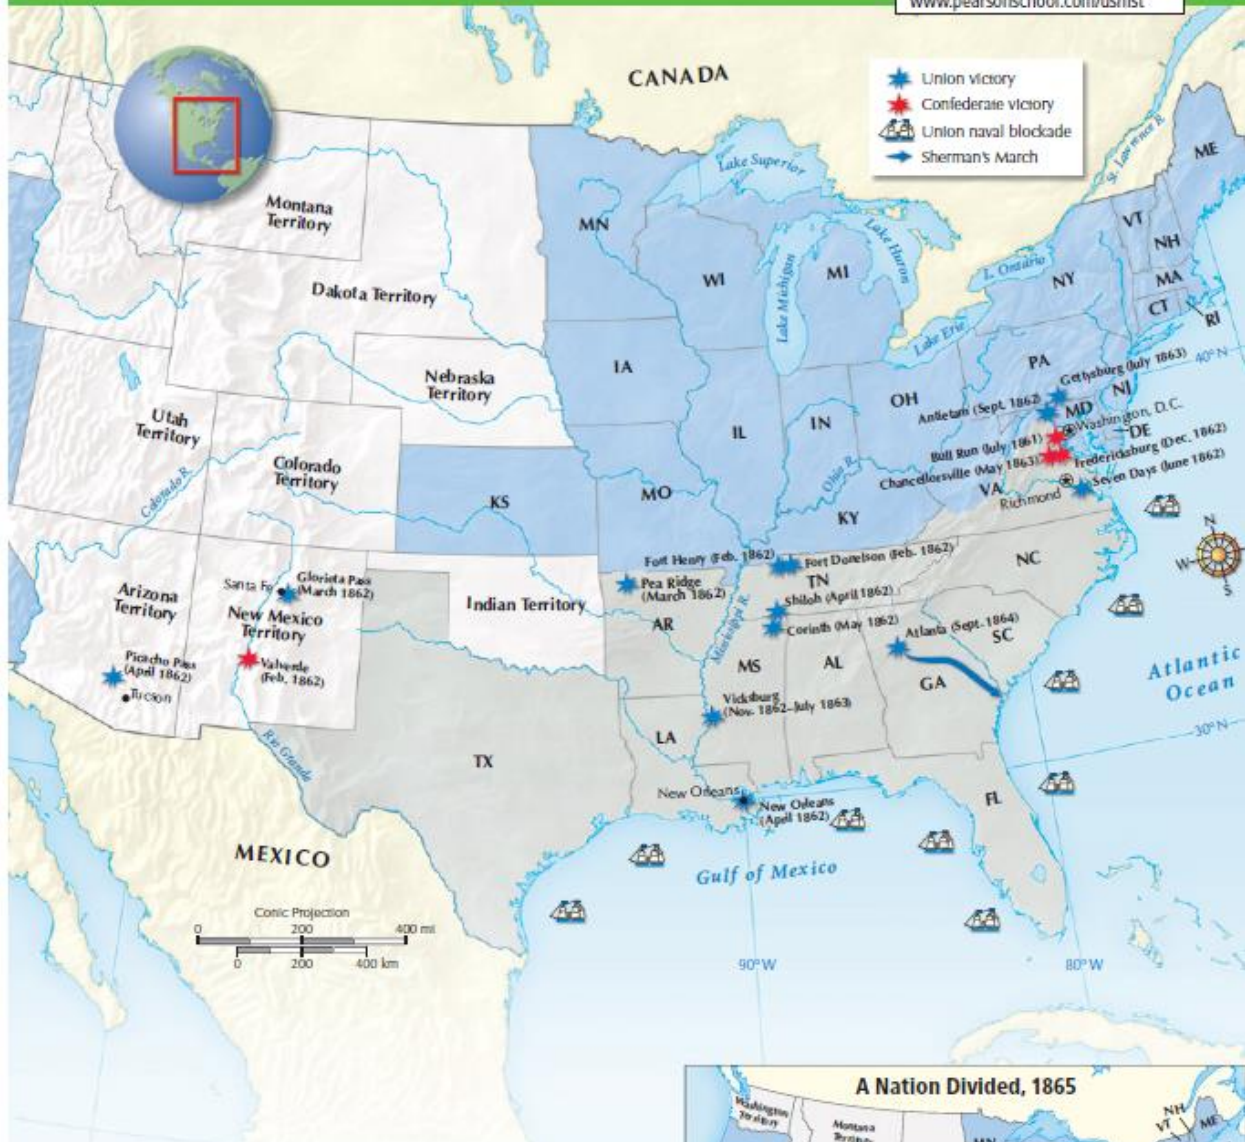 www.pearsonschool.com/ushist
CANADA
Union victory
Confederate victory
Union naval blockade
Sherman's March
St. Lawrence R.
ME
Lake Superior
VT
NH
Montana
Territory
MN
Lake Huron
L. Ontario
NY
MA
CT
RI
WI
Lake Michigan
MI
Dakota Territory
Lake Erie
PA
Gettysburg (July 1863)
40°N
NJ
IA
Nebraska
Territory
OH
Antietam (Sept. 1862)
MD
Washington, D.C.
DE
Utah
Territory
IL
IN
Bull Run (July 1861)
Fredericksburg (Dec. 1862)
Chancellorsville (May 1863)
Seven Days (June 1862)
Colorado R.
Colorado
Territory
KS
MO
Ohio R.
VA
Richmond
KY
N
W
S
Fort Henry (Feb. 1862)
Fort Donelson (Feb. 1862)
NC
Arizona
Territory
Santa Fe
Glorieta Pass
(March 1862)
Indian Territory
Pea Ridge
(March 1862)
TN
Shiloh (April 1862)
New Mexico
Territory
AR
Mississippi R.
Corinth (May 1862)
Atlanta (Sept. 1864)
SC
Picacho Pass
(April 1862)
Tucson
Valverde
(Feb. 1862)
MS
AL
GA
Atlantic
Ocean
Vicksburg
(Nov. 1862–July 1863)
Rio Grande
LA
30°N
TX
New Orleans
New Orleans
(April 1862)
FL
MEXICO
Gulf of Mexico
Conic Projection
0 200 400 mi
0 200 400 km
90°W
80°W
A Nation Divided, 1865
Washington
Territory
Montana
Territory
MN
NH
VT
ME